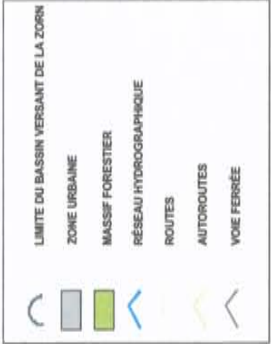 LIMITE DU BASSIN VERSANT DE LA ZORN
ZONE URBAINE
MASSIF FORESTIER
RÉSEAU HYDROGRAPHIQUE
ROUTES
AUTOROUTES
VOIE FERRÉE